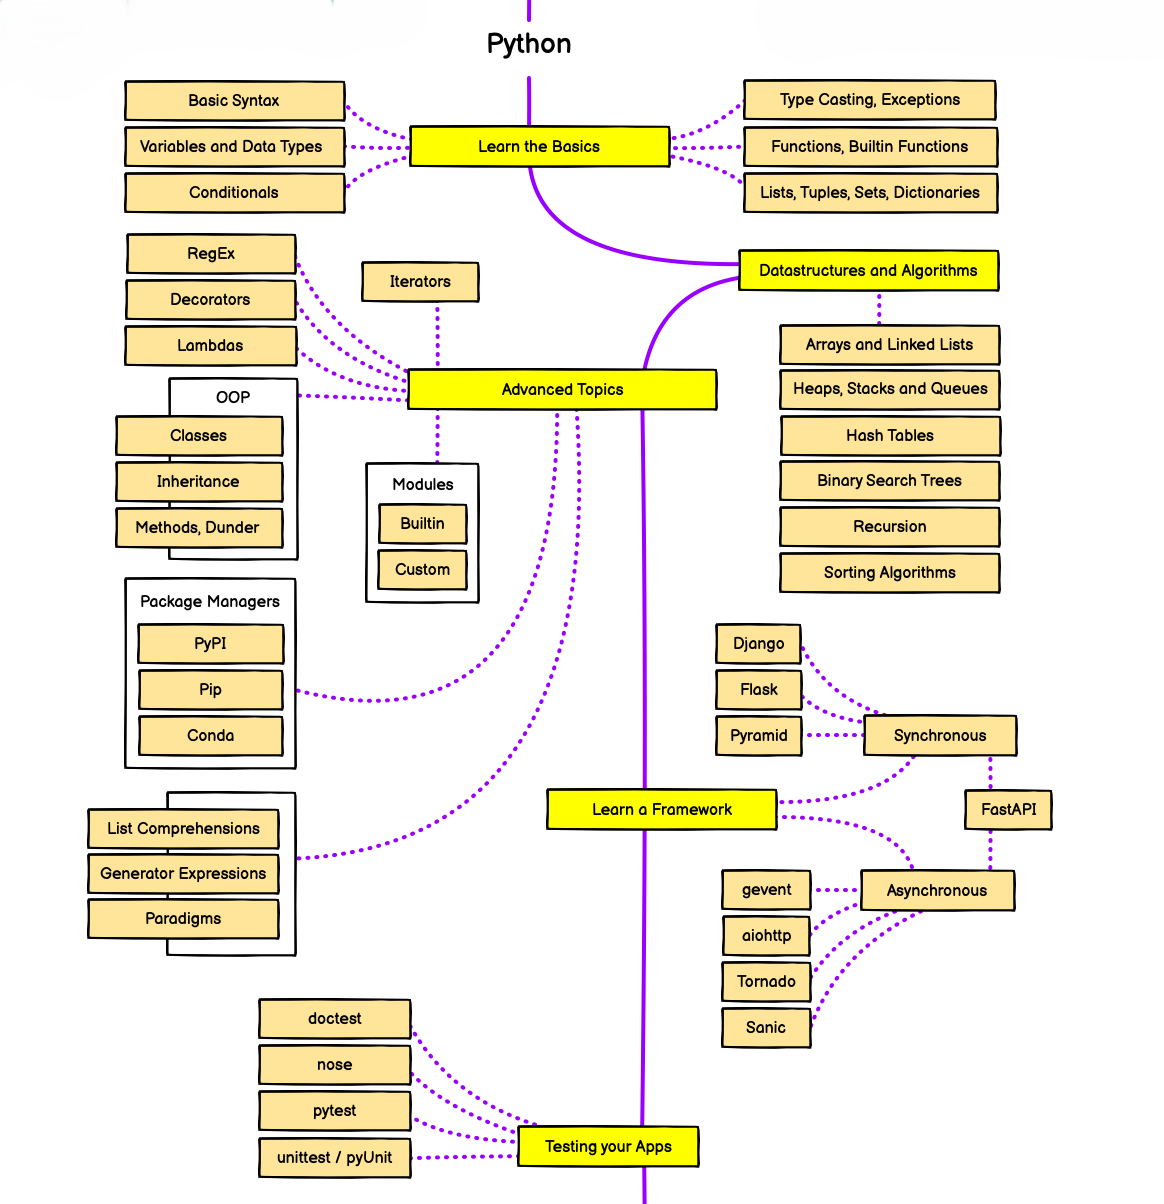 Python
Basic Syntax
Variables and Data Types
Conditionals
Learn the Basics
Type Casting, Exceptions
Functions, Builtin Functions
Lists, Tuples, Sets, Dictionaries
RegEx
Decorators
Lambdas
Iterators
Datastructures and Algorithms
Arrays and Linked Lists
Heaps, Stacks and Queues
Hash Tables
Binary Search Trees
Recursion
Sorting Algorithms
Advanced Topics
OOP
Classes
Inheritance
Methods, Dunder
Modules
Builtin
Custom
Package Managers
PyPI
Pip
Conda
List Comprehensions
Generator Expressions
Paradigms
Django
Flask
Pyramid
Synchronous
Learn a Framework
FastAPI
Asynchronous
gevent
aiohttp
Tornado
Sanic
doctest
nose
pytest
unittest / pyUnit
Testing your Apps